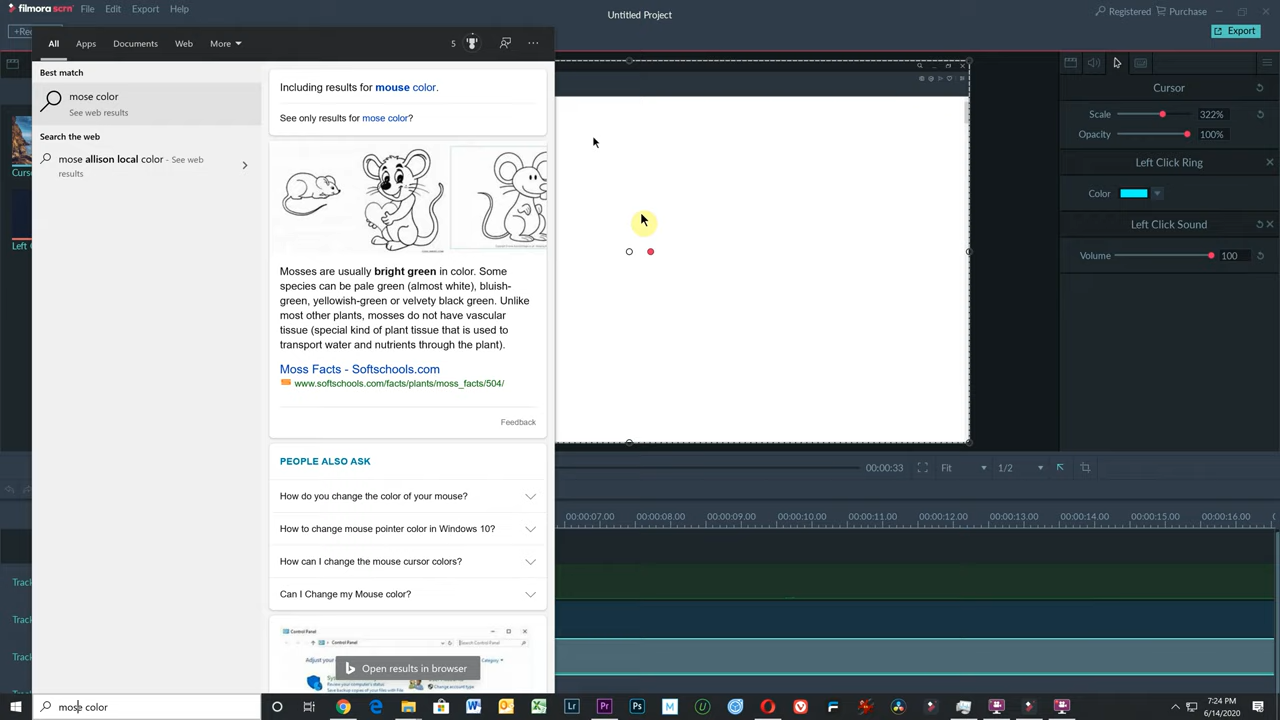 filmora scrn File Edit Export Help
Untitled Project
Registered Purchase
Export
All Apps Documents Web More 5
Best match
mose color
See web results
Search the web
mose allison local color - See web
results
Including results for mouse color.
See only results for mose color?
Mosses are usually bright green in color. Some
species can be pale green (almost white), bluish-
green, yellowish-green or velvety black green. Unlike
most other plants, mosses do not have vascular
tissue (special kind of plant tissue that is used to
transport water and nutrients through the plant).
Moss Facts - Softschools.com
www.softschools.com/facts/plants/moss_facts/504/
Feedback
PEOPLE ALSO ASK
How do you change the color of your mouse?
How to change mouse pointer color in Windows 10?
How can I change the mouse cursor colors?
Can I Change my Mouse color?
Control Panel
Open results in browser
Cursor
Scale 322%
Opacity 100%
Left Click Ring
Color
Left Click Sound
Volume 100
00:00:33 Fit 1/2
00:00:07.00 00:00:08.00 00:00:09.00 00:00:10.00 00:00:11.00 00:00:12.00 00:00:13.00 00:00:14.00 00:00:15.00 00:00:16.00
Track
Track
Track
Track
mose color
7:24 PM
6/14/2020